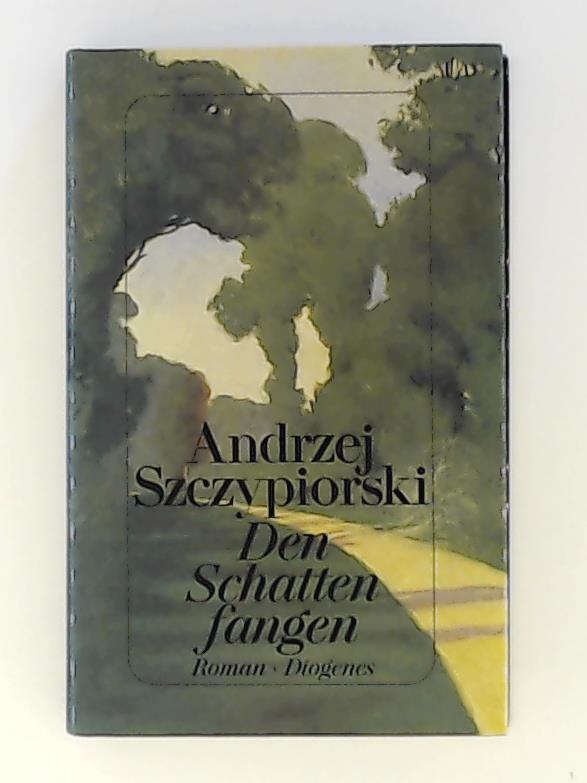 Andrzej
Szczypiorski
Den
Schatten
fangen
Roman · Diogenes